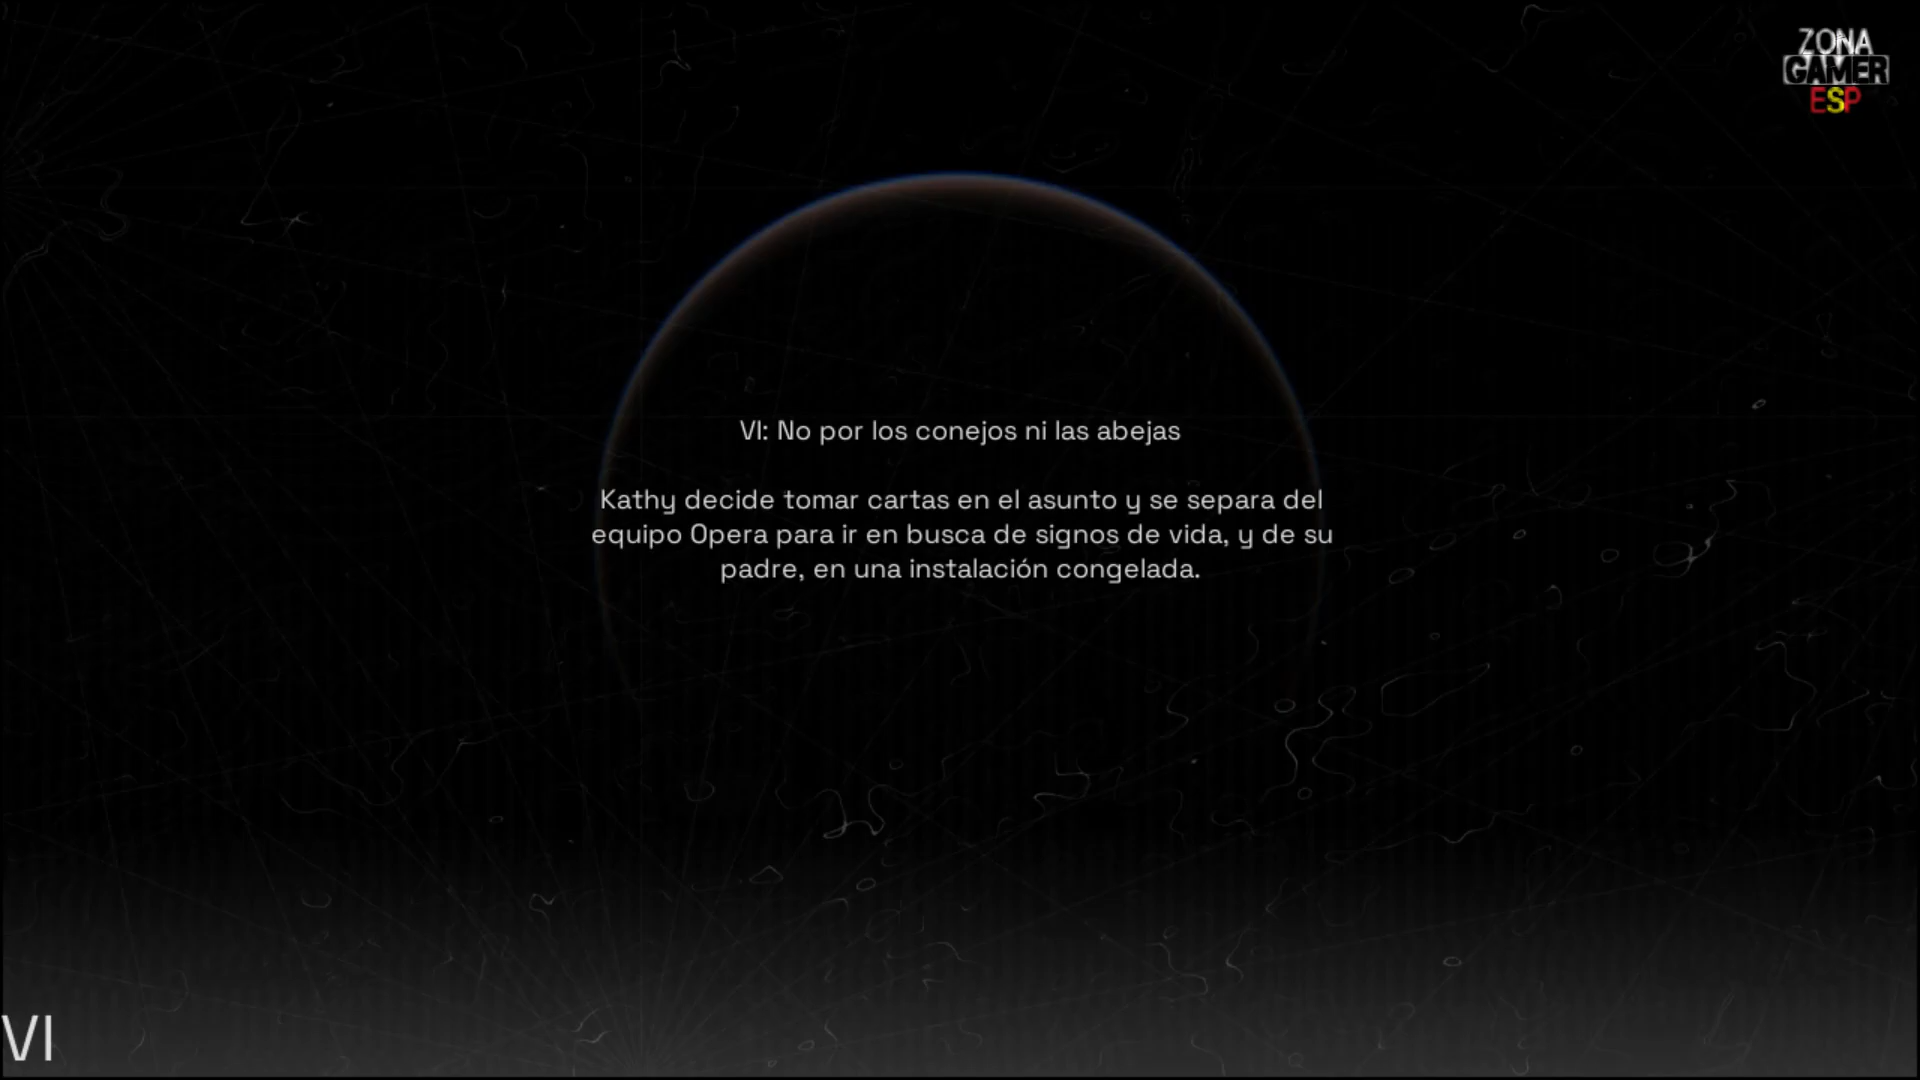 ZONA
GAMER
ESP
VI: No por los conejos ni las abejas
Kathy decide tomar cartas en el asunto y se separa del
equipo Opera para ir en busca de signos de vida, y de su
padre, en una instalación congelada.
VI